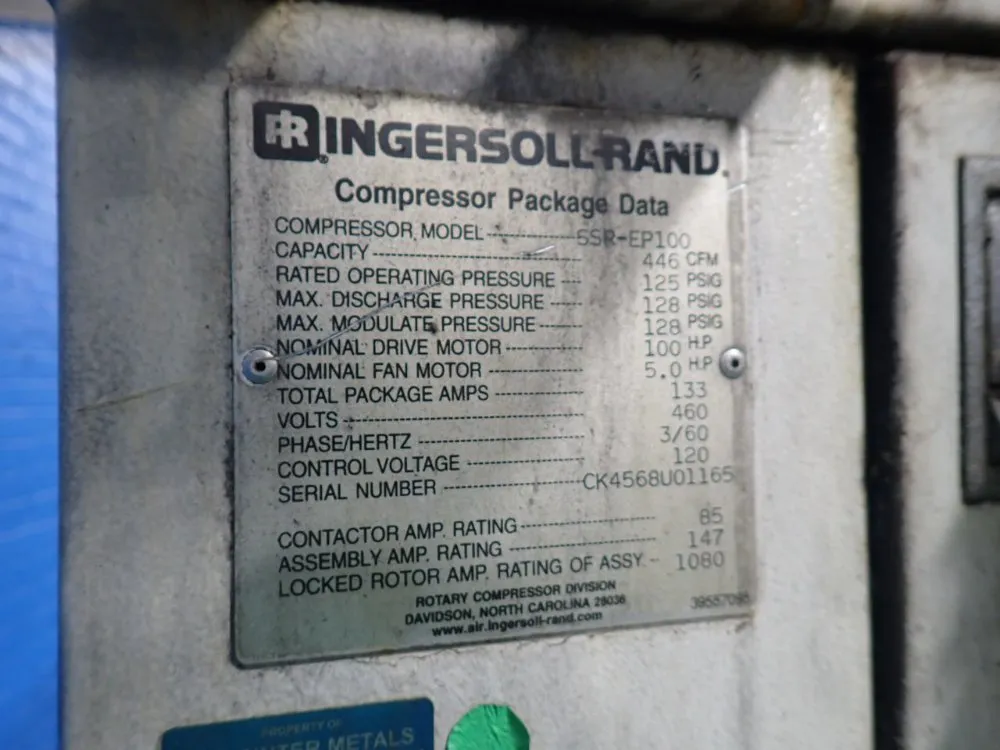 IR INGERSOLL-RAND®
Compressor Package Data
COMPRESSOR MODEL SSR-EP100
CAPACITY 446 CFM
RATED OPERATING PRESSURE 125 PSIG
MAX. DISCHARGE PRESSURE 128 PSIG
MAX. MODULATE PRESSURE 128 PSIG
NOMINAL DRIVE MOTOR 100 H.P
NOMINAL FAN MOTOR 5.0 H.P
TOTAL PACKAGE AMPS 133
VOLTS 460
PHASE/HERTZ 3/60
CONTROL VOLTAGE 120
SERIAL NUMBER CK4568U01165
CONTACTOR AMP. RATING 85
ASSEMBLY AMP. RATING 147
LOCKED ROTOR AMP. RATING OF ASSY. 1080
ROTARY COMPRESSOR DIVISION
DAVIDSON, NORTH CAROLINA 28036
www.air.ingersoll-rand.com
PROPERTY OF
METALS